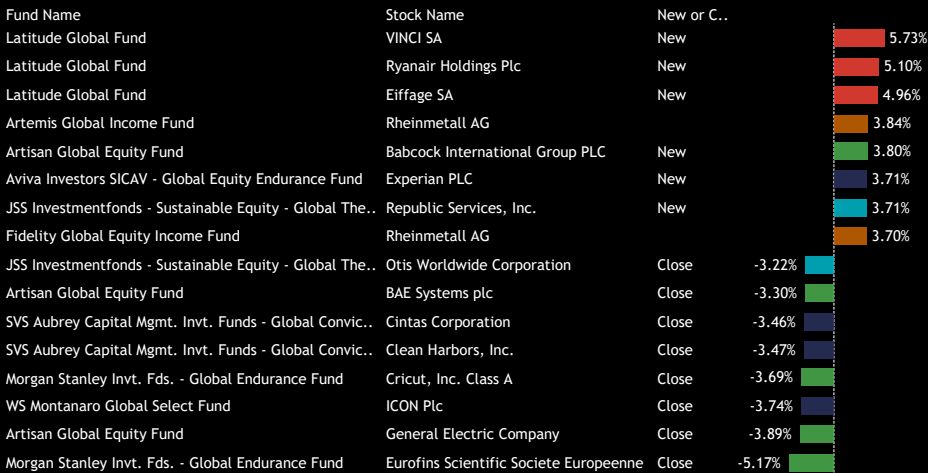 Fund Name Stock Name New or C..
Latitude Global Fund VINCI SA New 5.73%
Latitude Global Fund Ryanair Holdings Plc New 5.10%
Latitude Global Fund Eiffage SA New 4.96%
Artemis Global Income Fund Rheinmetall AG 3.84%
Artisan Global Equity Fund Babcock International Group PLC New 3.80%
Aviva Investors SICAV - Global Equity Endurance Fund Experian PLC New 3.71%
JSS Investmentfonds - Sustainable Equity - Global The.. Republic Services, Inc. New 3.71%
Fidelity Global Equity Income Fund Rheinmetall AG 3.70%
JSS Investmentfonds - Sustainable Equity - Global The.. Otis Worldwide Corporation Close -3.22%
Artisan Global Equity Fund BAE Systems plc Close -3.30%
SVS Aubrey Capital Mgmt. Invt. Funds - Global Convic.. Cintas Corporation Close -3.46%
SVS Aubrey Capital Mgmt. Invt. Funds - Global Convic.. Clean Harbors, Inc. Close -3.47%
Morgan Stanley Invt. Fds. - Global Endurance Fund Cricut, Inc. Class A Close -3.69%
WS Montanaro Global Select Fund ICON Plc Close -3.74%
Artisan Global Equity Fund General Electric Company Close -3.89%
Morgan Stanley Invt. Fds. - Global Endurance Fund Eurofins Scientific Societe Europeenne Close -5.17%